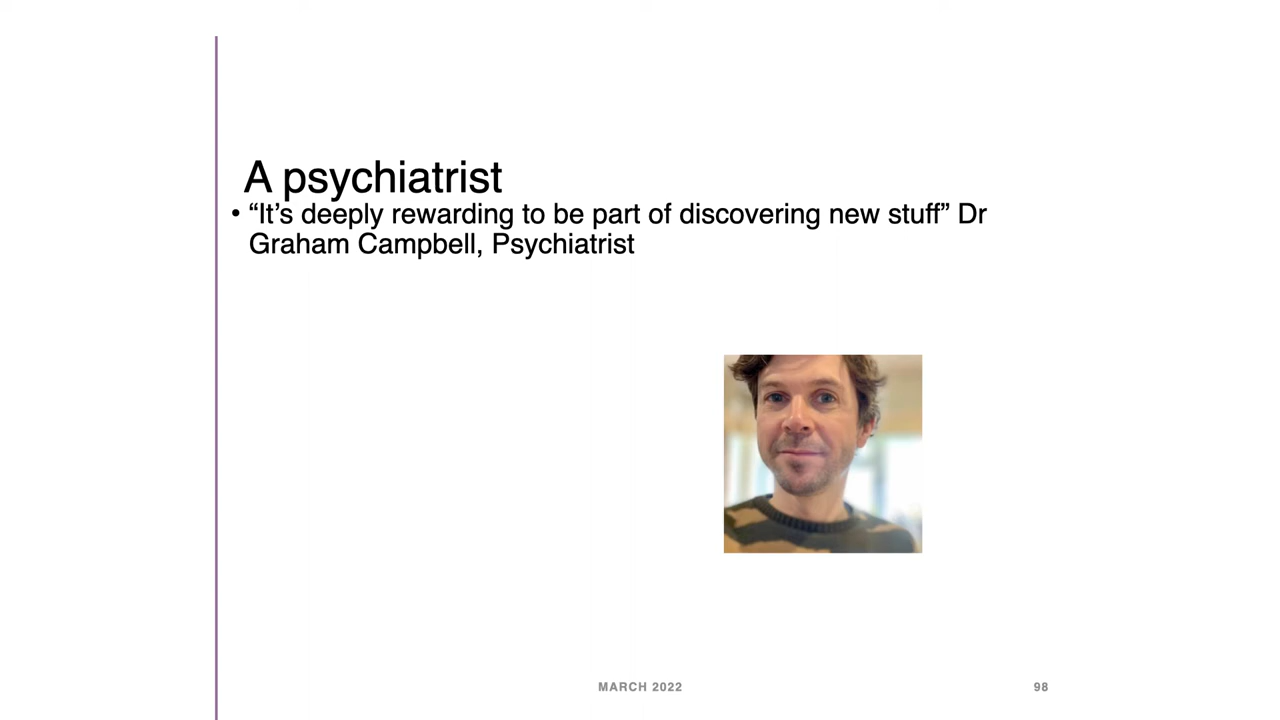 A psychiatrist
• “It’s deeply rewarding to be part of discovering new stuff” Dr
Graham Campbell, Psychiatrist
MARCH 2022
98